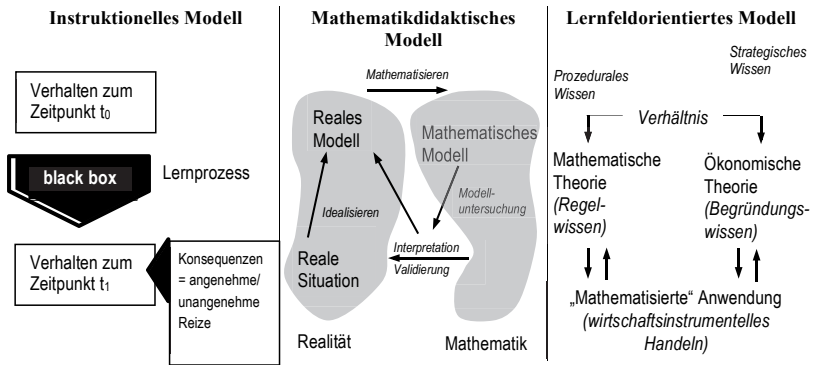 Instruktionelles Modell
Verhalten zum
Zeitpunkt t₀
black box
Lernprozess
Verhalten zum
Zeitpunkt t₁
Konsequenzen
= angenehme/
unangenehme
Reize
Mathematikdidaktisches
Modell
Mathematisieren
Reales
Modell
Mathematisches
Modell
Modell-
untersuchung
Idealisieren
Interpretation
Validierung
Reale
Situation
Realität
Mathematik
Lernfeldorientiertes Modell
Strategisches
Wissen
Prozedurales
Wissen
Verhältnis
Mathematische
Theorie
(Regel-
wissen)
Ökonomische
Theorie
(Begründungs-
wissen)
„Mathematisierte“ Anwendung
(wirtschaftsinstrumentelles
Handeln)